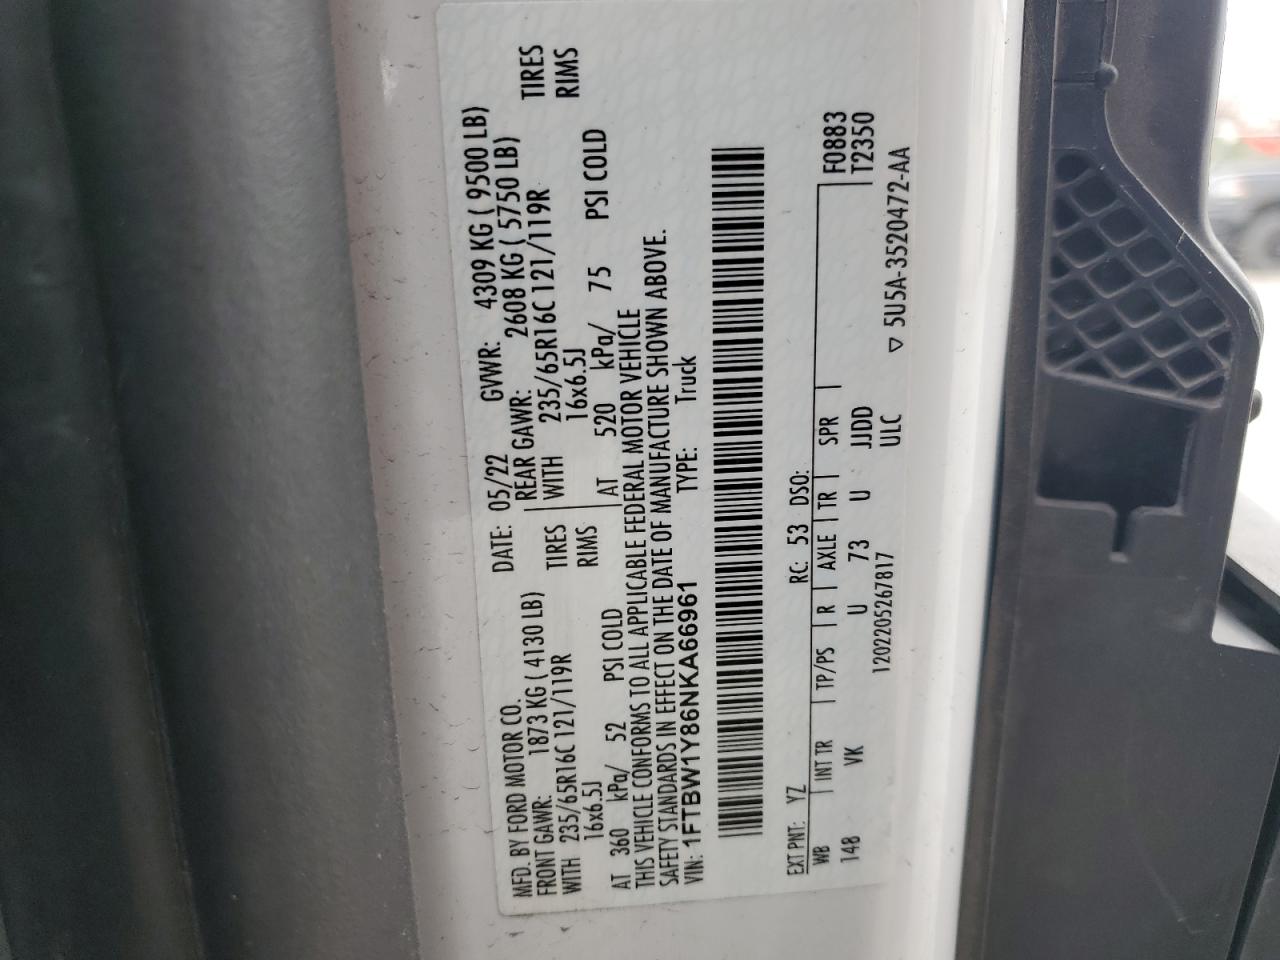 MFD. BY FORD MOTOR CO. DATE: 05/22 GVWR: 4309 KG ( 9500 LB)
FRONT GAWR: 1873 KG ( 4130 LB) REAR GAWR: 2608 KG ( 5750 LB)
WITH 235/65R16C 121/119R TIRES WITH 235/65R16C 121/119R TIRES
16x6.5J RIMS 16x6.5J RIMS
AT 360 kPa/ 52 PSI COLD AT 520 kPa/ 75 PSI COLD
THIS VEHICLE CONFORMS TO ALL APPLICABLE FEDERAL MOTOR VEHICLE
SAFETY STANDARDS IN EFFECT ON THE DATE OF MANUFACTURE SHOWN ABOVE.
VIN: 1FTBW1Y86NKA66961 TYPE: Truck
EXT PNT: YZ RC: 53 DSO:
WB INT TR TP/PS R AXLE TR SPR F0883
148 VK U 73 U JJDD T2350
1202205267817 ULC
▽ 5U5A-3520472-AA